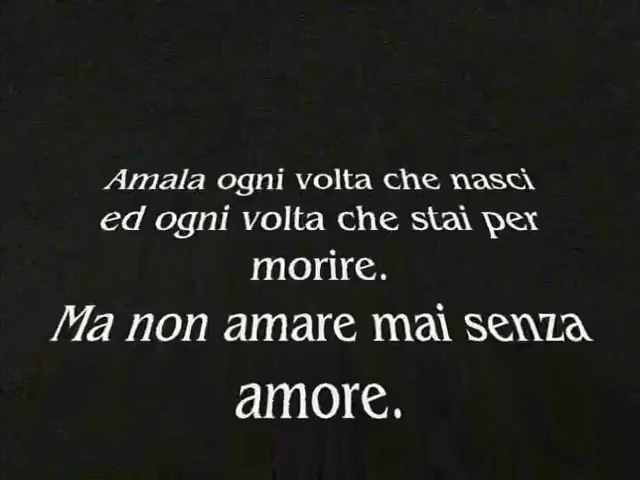 Amala ogni volta che nasci
ed ogni volta che stai per
morire.
Ma non amare mai senza
amore.